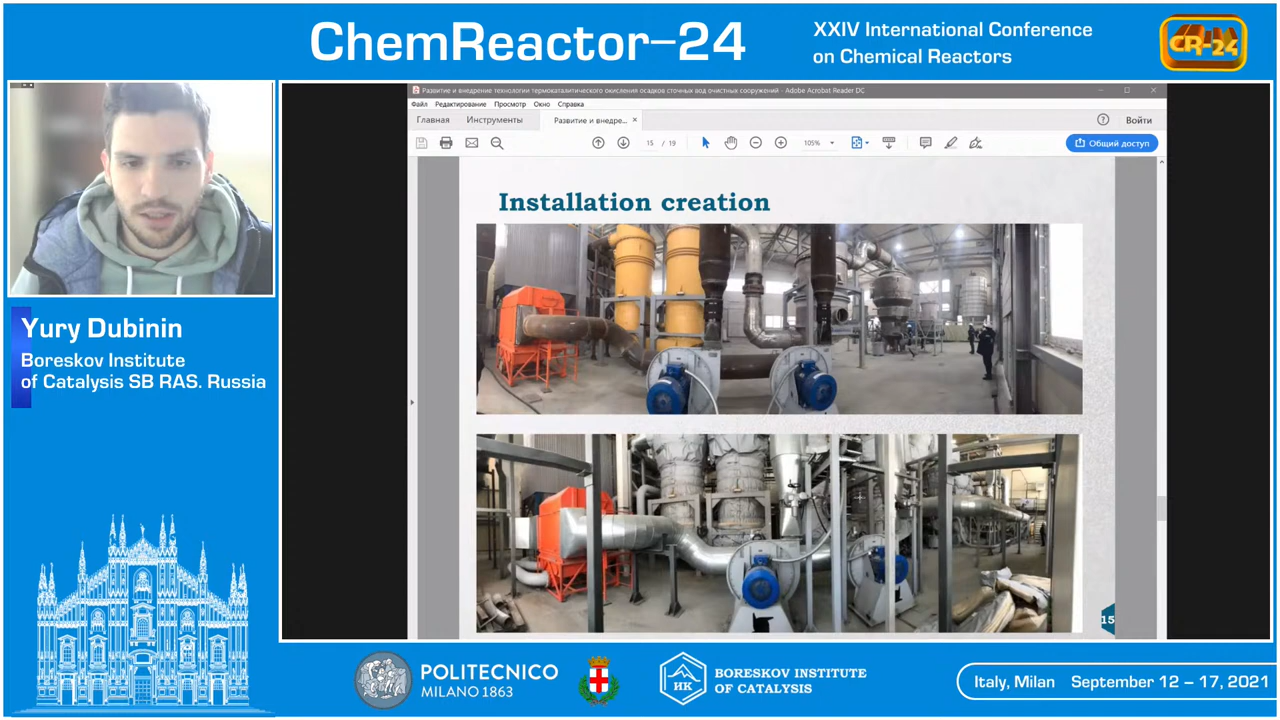 ChemReactor–24
XXIV International Conference
on Chemical Reactors
CR-24
Развитие и внедрение технологии термокаталитического окисления осадков сточных вод очистных сооружений - Adobe Acrobat Reader DC
Файл Редактирование Просмотр Окно Справка
Главная Инструменты Развитие и внедре... ×
Войти
15 / 19
105%
Общий доступ
Installation creation
15
Yury Dubinin
Boreskov Institute
of Catalysis SB RAS. Russia
POLITECNICO
MILANO 1863
ИК
BORESKOV INSTITUTE
OF CATALYSIS
Italy, Milan September 12 – 17, 2021